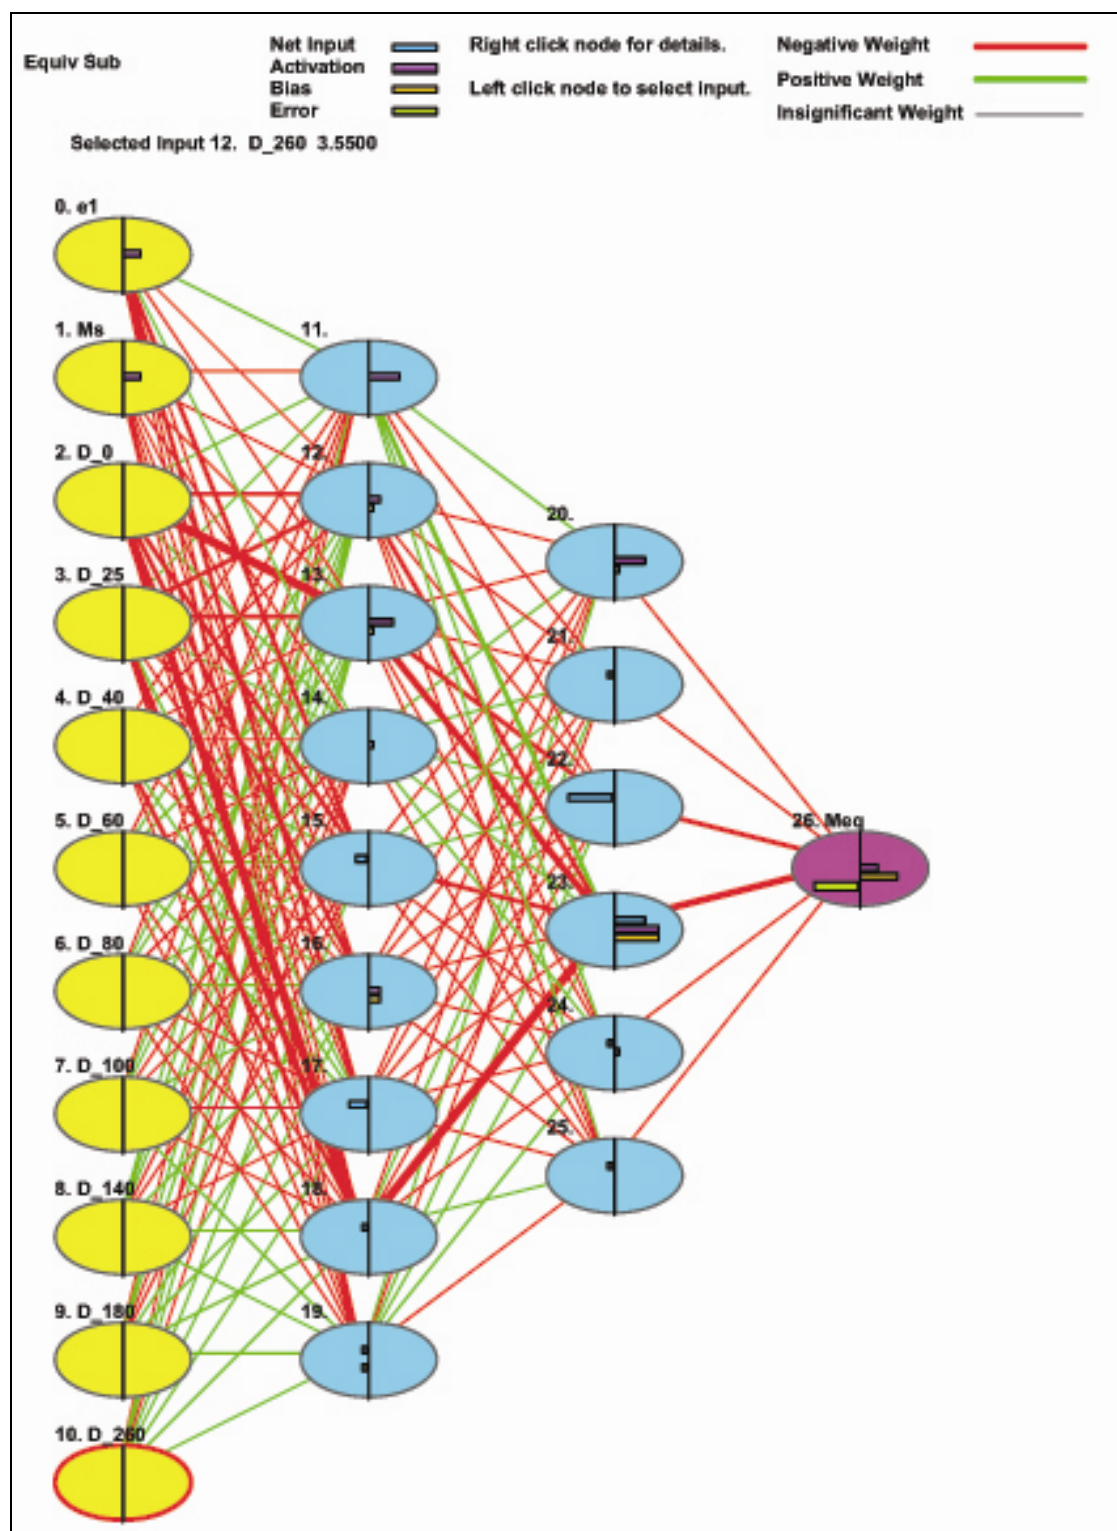 Equiv Sub
Net Input
Activation
Bias
Error
Right click node for details.
Left click node to select input.
Negative Weight
Positive Weight
Insignificant Weight
Selected Input 12. D_260 3.5500
0. e1
1. Ms
2. D_0
3. D_25
4. D_40
5. D_60
6. D_80
7. D_100
8. D_140
9. D_180
10. D_260
11.
12.
13.
14.
15.
16.
17.
18.
19.
20.
21.
22.
23.
24.
25.
26. Meq